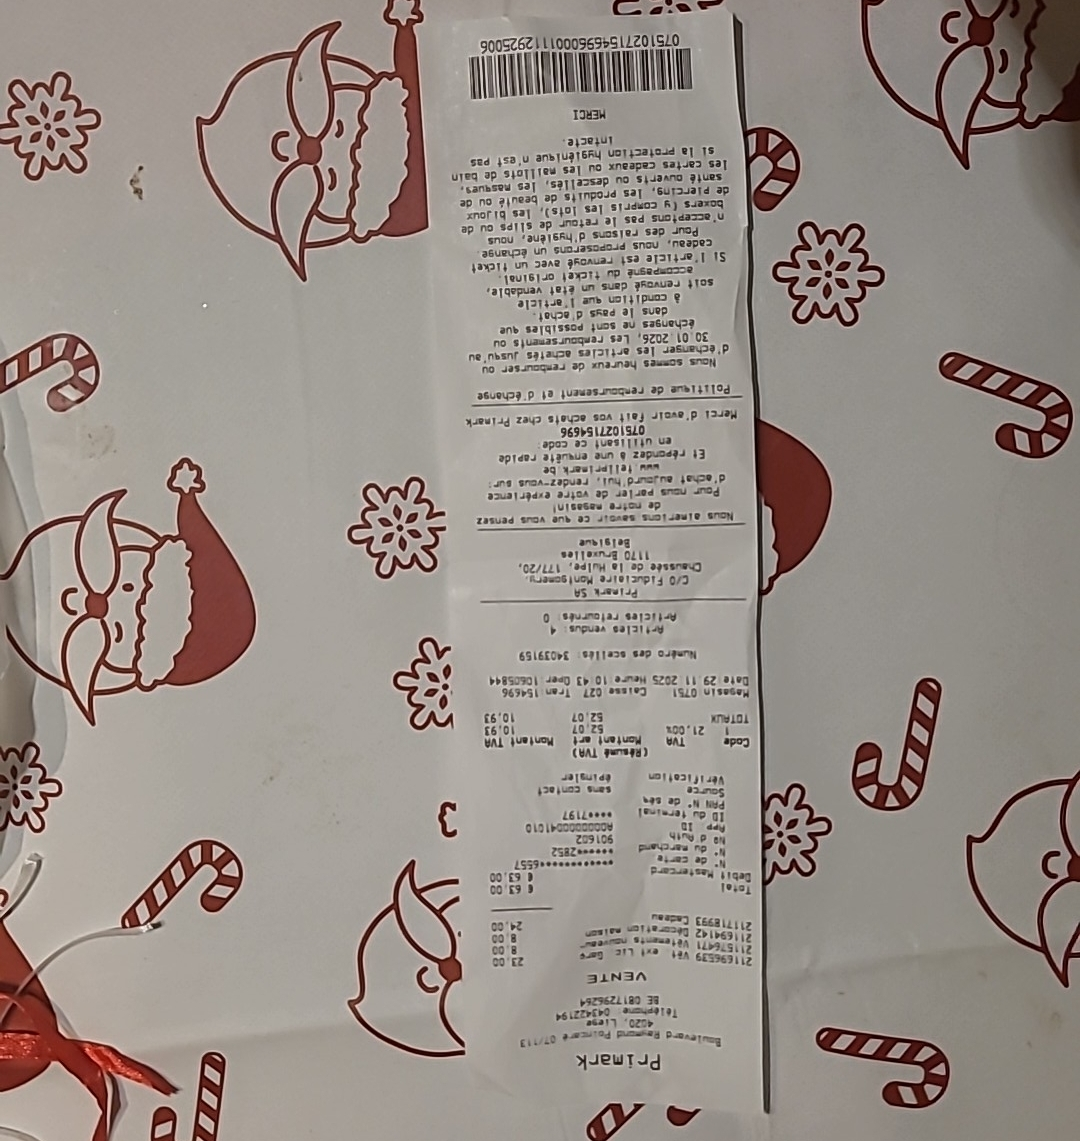 Primark
Boulevard Raymond Poincaré 07/113
4020, Liege
Téléphone: 043422194
BE 0817296264
VENTE
211696539 Vêt. ext Lic. Garç 23,00
211576471 Vêtements nouveau- 8,00
211694142 Décoration maison 8,00
211718993 Cadeau 24,00
Total € 63,00
Debit Mastercard € 63,00
N° de carte ************6557
N° du marchand ******2852
No d'Auth 901602
App. ID A0000000041010
ID du terminal ****7197
PAN N° de séq
Source sans contact
Vérification épingler
(Résumé TVA)
Code TVA Montant art Montant TVA
1 21,00% 52,07 10,93
TOTAUX 52,07 10,93
Magasin 0751 Caisse 027 Tran 154696
Date 29 11 2025 Heure 10:43 Oper 10605844
Numéro des scellés: 34039159
Articles vendus: 4
Articles retournés: 0
Primark SA
C/O Fiduciaire Montgomery,
Chaussée de la Hulpe, 177/20,
1170 Bruxelles
Belgique
Nous aimerions savoir ce que vous pensez
de notre magasin!
Pour nous parler de votre expérience
d'achat aujourd'hui, rendez-vous sur:
www.tellprimark.be
Et répondez à une enquête rapide
en utilisant ce code:
0751027154696
Merci d'avoir fait vos achats chez Primark
Politique de remboursement et d'échange
Nous sommes heureux de rembourser ou
d'échanger les articles achetés jusqu'au
30.01.2026. Les remboursements ou
échanges ne sont possibles que
dans le pays d'achat.
à condition que l'article
soit renvoyé dans un état vendable,
accompagné du ticket original.
Si l'article est renvoyé avec un ticket
cadeau, nous proposerons un échange.
Pour des raisons d'hygiène, nous
n'acceptons pas le retour de slips ou de
boxers (y compris les lots), les bijoux
de piercing, les produits de beauté ou de
santé ouverts ou descellés, les masques,
les cartes cadeaux ou les maillots de bain
si la protection hygiénique n'est pas
intacte.
MERCI
07510271546960001112925006